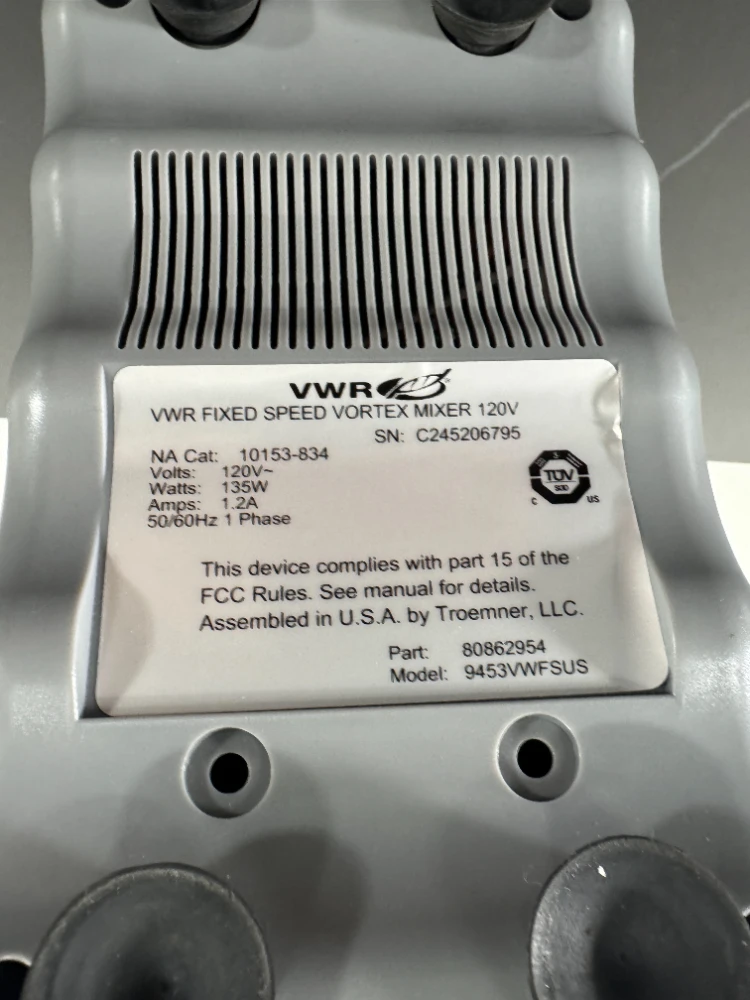 VWR
VWR FIXED SPEED VORTEX MIXER 120V
SN: C245206795
NA Cat: 10153-834
Volts: 120V~
Watts: 135W
Amps: 1.2A
50/60Hz 1 Phase
TÜV
C US
This device complies with part 15 of the
FCC Rules. See manual for details.
Assembled in U.S.A. by Troemner, LLC.
Part: 80862954
Model: 9453VWFSUS